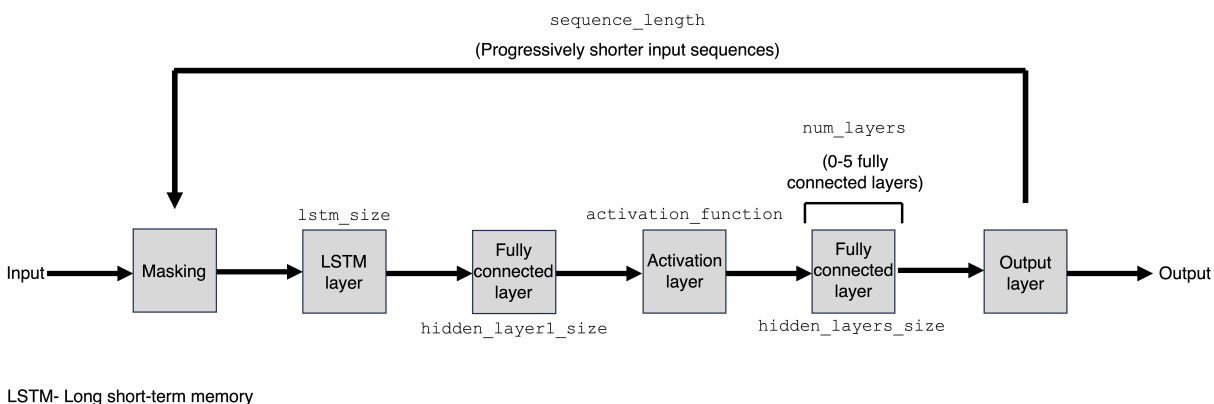 sequence_length
(Progressively shorter input sequences)
num_layers
(0-5 fully
connected layers)
lstm_size
activation_function
Input
Masking
LSTM
layer
Fully
connected
layer
Activation
layer
Fully
connected
layer
Output
layer
Output
hidden_layer1_size
hidden_layers_size
LSTM- Long short-term memory